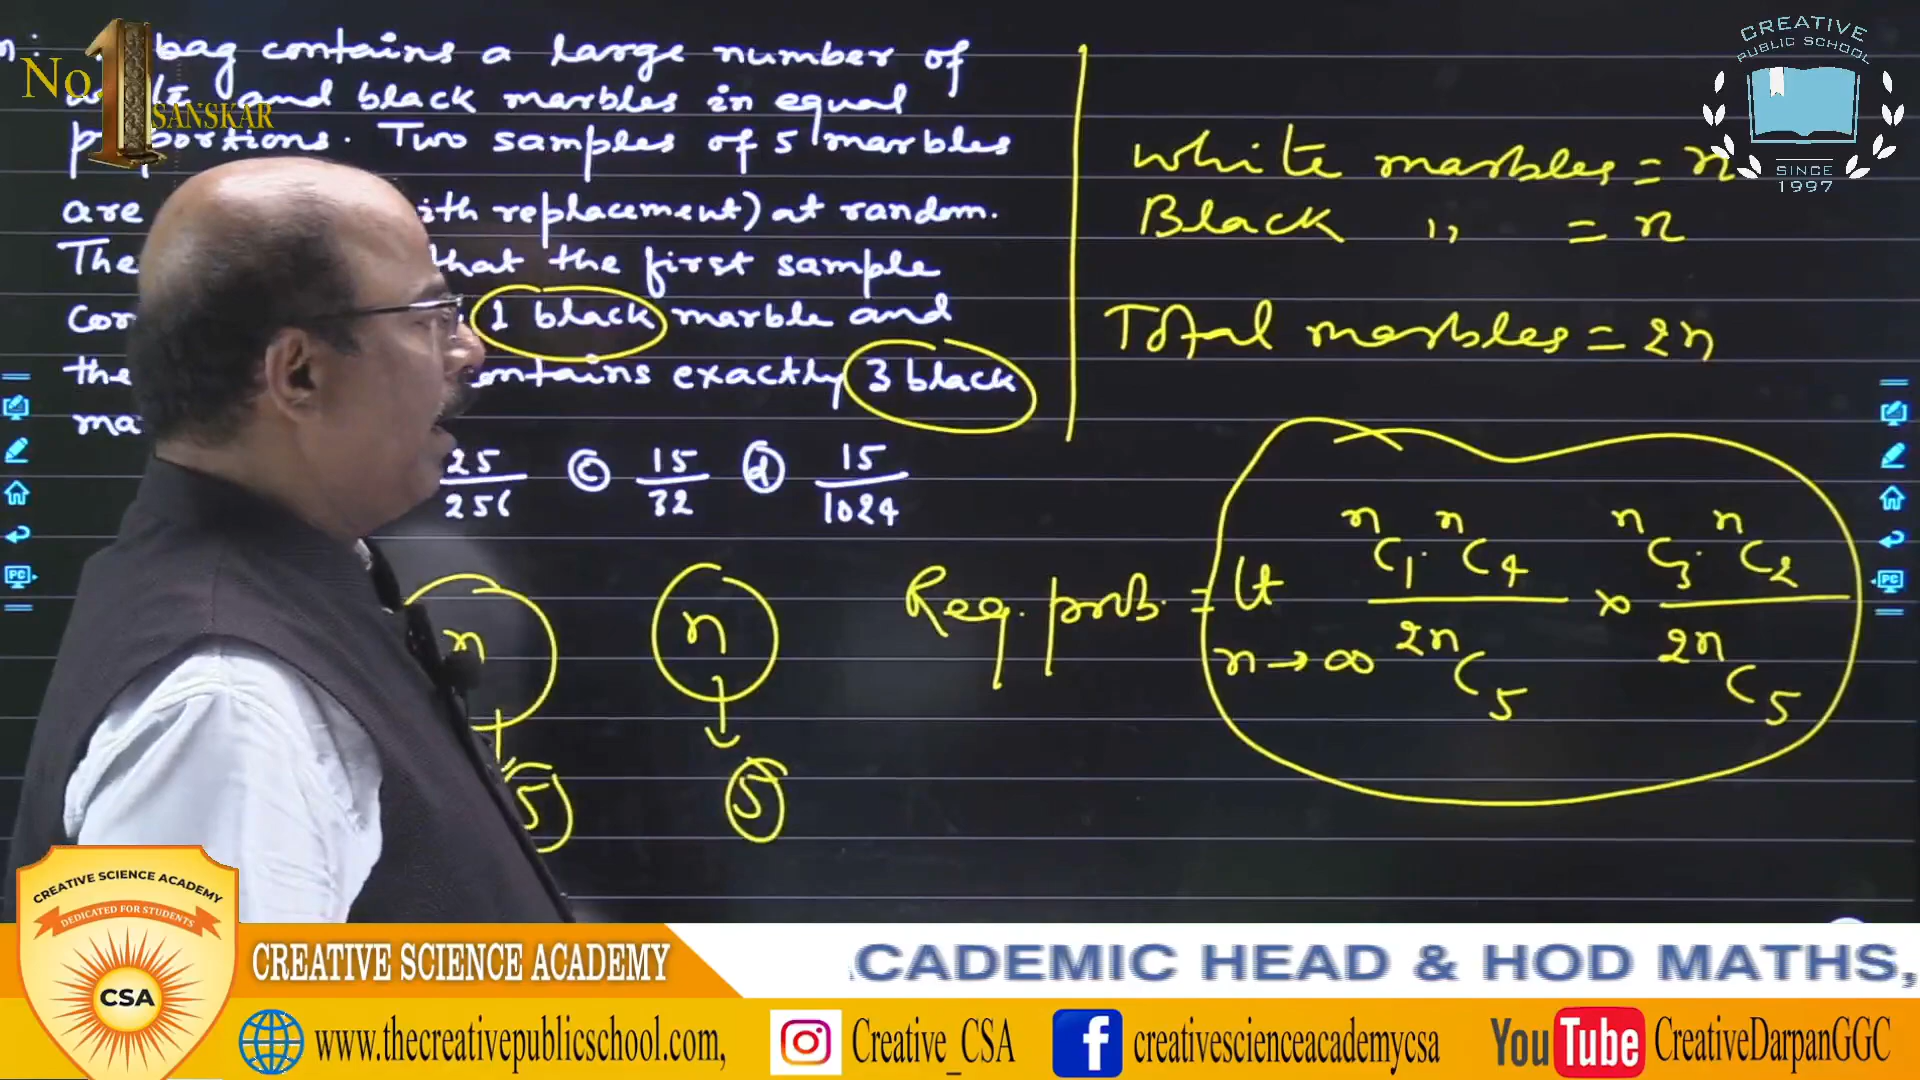 bag contains a large number of
and black marbles in equal
proportions. Two samples of 5 marbles
are ith replacement) at random.
The that the first sample
1 black marble and
the ontains exactly 3 black
25/256 ⓒ 15/32 ⓓ 15/1024
No.1
SANSKAR
White marbles = n
Black ,, = n
Total marbles = 2n
Req. prob. = lt n→∞ ⁿC₁ · ⁿC₄ / ²ⁿC₅ × ⁿC₃ · ⁿC₂ / ²ⁿC₅
n
n
5
5
CREATIVE
PUBLIC SCHOOL
SINCE
1997
PC
PC
CREATIVE SCIENCE ACADEMY
DEDICATED FOR STUDENTS
CSA
CREATIVE SCIENCE ACADEMY
CADEMIC HEAD & HOD MATHS,
www.thecreativepublicschool.com, Creative_CSA creativescienceacademycsa YouTube CreativeDarpanGGC